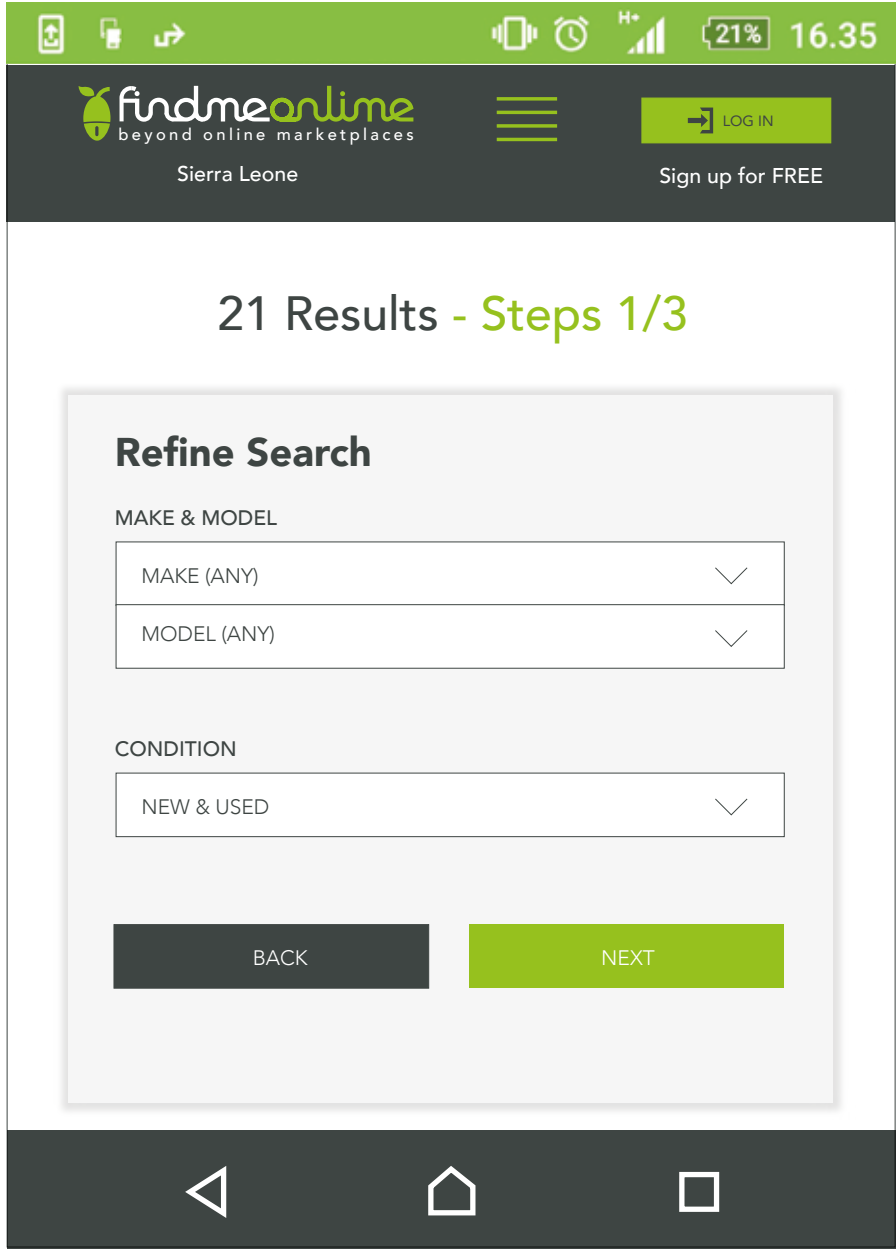 H+ 21% 16.35
findmeonline LOG IN
beyond online marketplaces
Sierra Leone Sign up for FREE
21 Results - Steps 1/3
Refine Search
MAKE & MODEL
MAKE (ANY)
MODEL (ANY)
CONDITION
NEW & USED
BACK NEXT